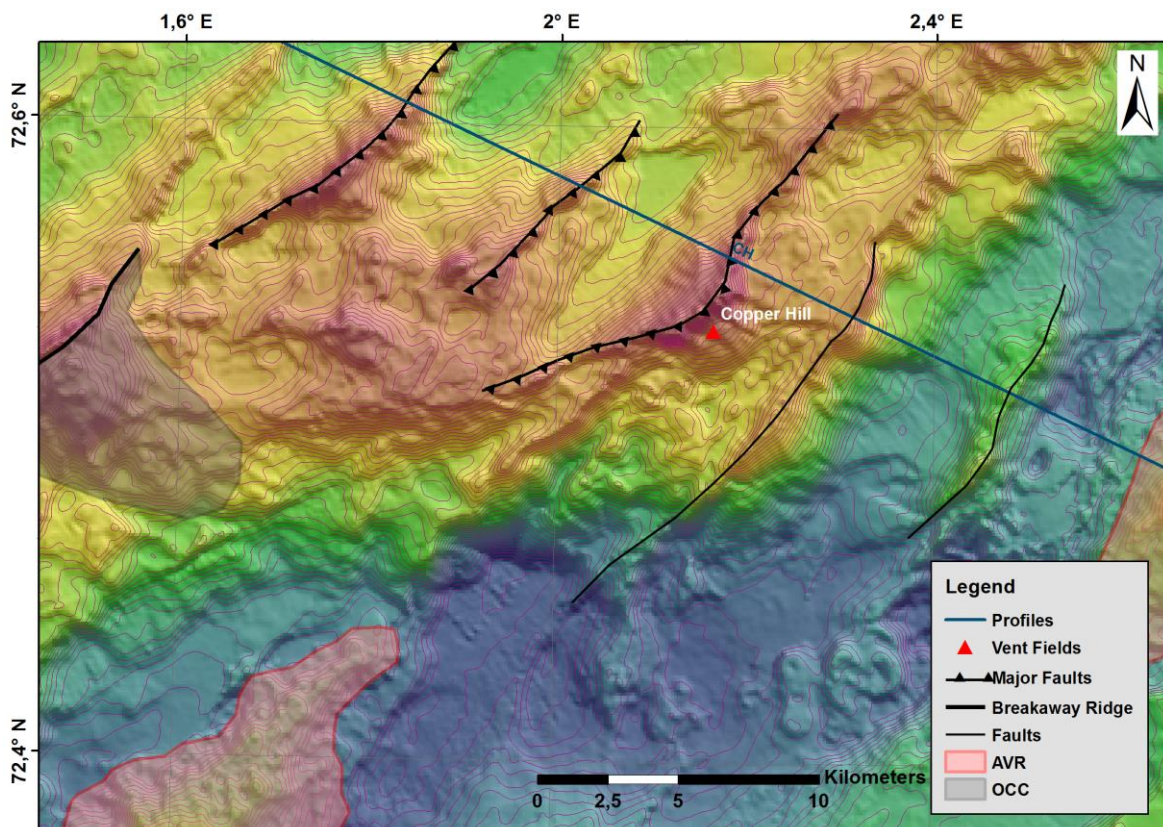 1,6° E
2° E
2,4° E
N
72,6° N
CH
Copper Hill
72,4° N
Legend
Profiles
Vent Fields
Major Faults
Breakaway Ridge
Faults
AVR
OCC
Kilometers
0 2,5 5 10